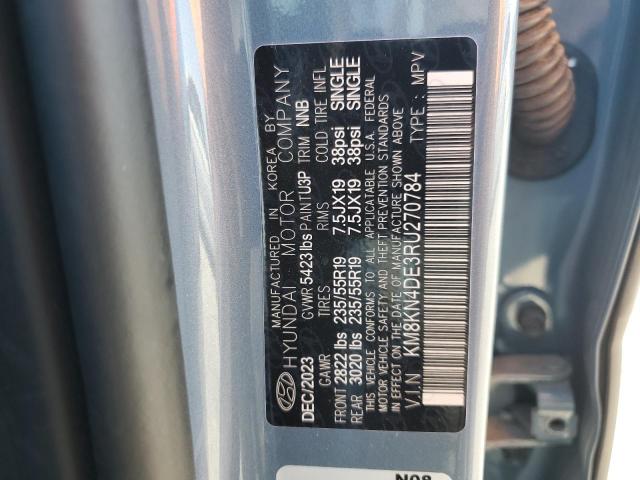 MANUFACTURED IN KOREA BY
HYUNDAI MOTOR COMPANY
DEC/2023 GVWR 5423 lbs PAINT U3P TRIM NNB
GAWR TIRES RIMS COLD TIRE INFL
FRONT 2822 lbs 235/55R19 7.5JX19 38psi SINGLE
REAR 3020 lbs 235/55R19 7.5JX19 38psi SINGLE
THIS VEHICLE CONFORMS TO ALL APPLICABLE U.S.A. FEDERAL
MOTOR VEHICLE SAFETY AND THEFT PREVENTION STANDARDS
IN EFFECT ON THE DATE OF MANUFACTURE SHOWN ABOVE
V.I.N KM8KN4DE3RU270784 TYPE : MPV
N08